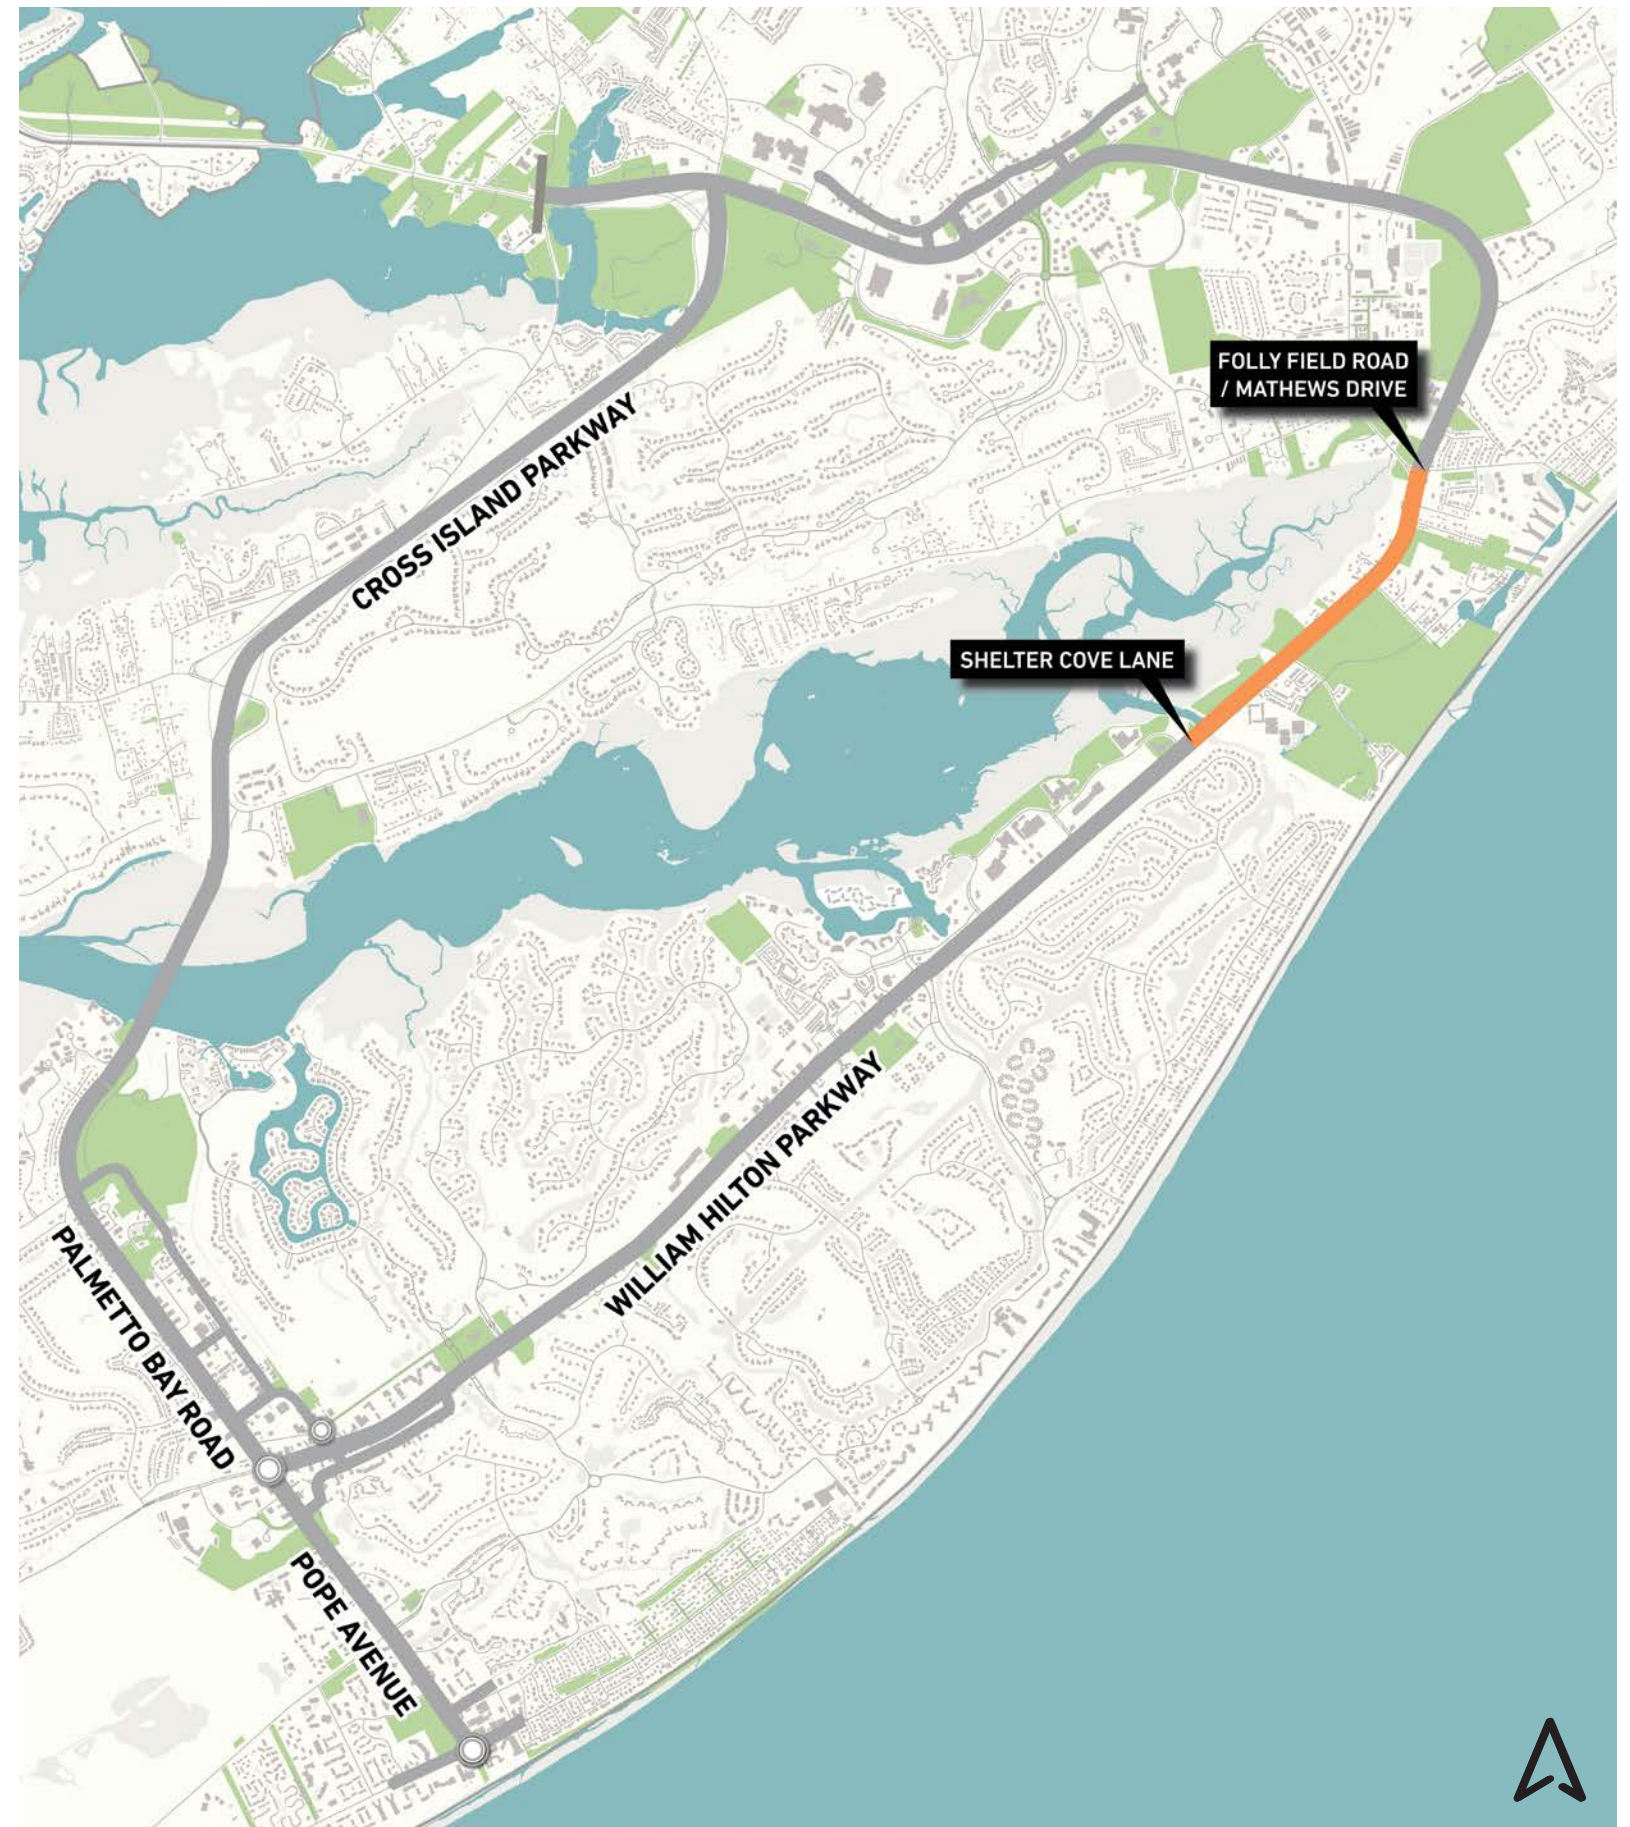 FOLLY FIELD ROAD
/ MATHEWS DRIVE
CROSS ISLAND PARKWAY
SHELTER COVE LANE
WILLIAM HILTON PARKWAY
PALMETTO BAY ROAD
POPE AVENUE